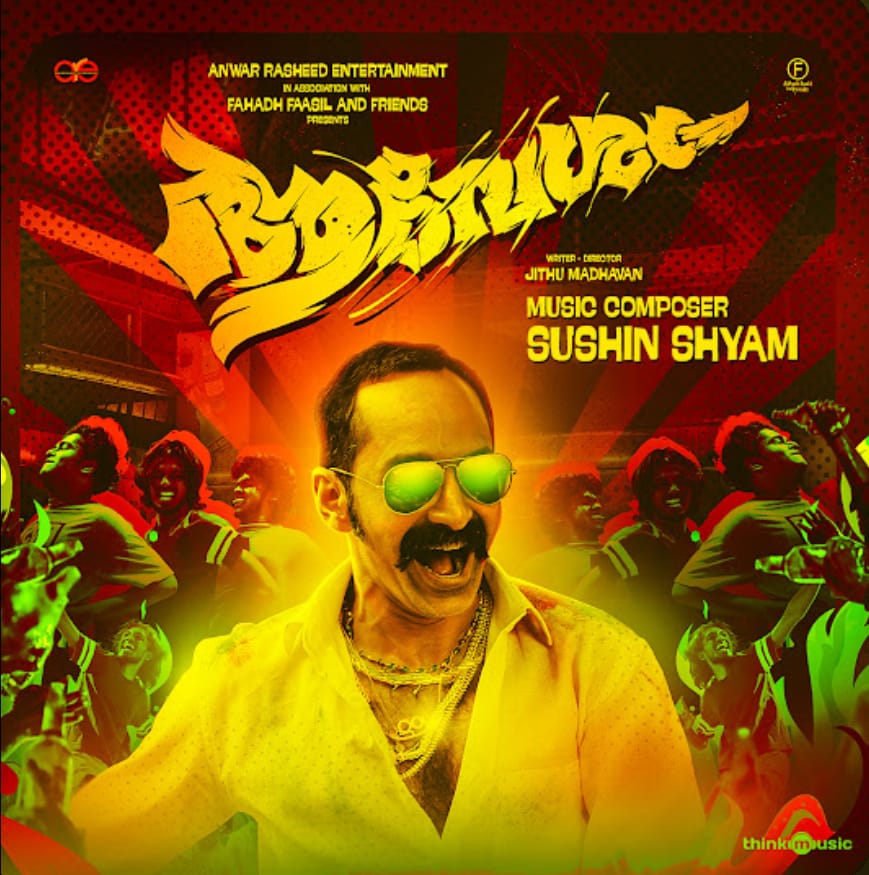 ANWAR RASHEED ENTERTAINMENT
IN ASSOCIATION WITH
FAHADH FAASIL AND FRIENDS
PRESENTS
ആവേശം
WRITER - DIRECTOR
JITHU MADHAVAN
MUSIC COMPOSER
SUSHIN SHYAM
think music